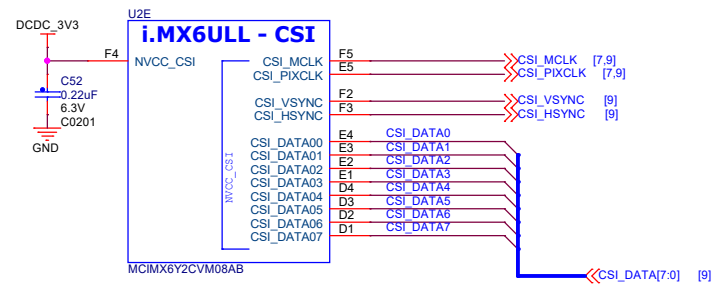 U2E
DCDC_3V3
i.MX6ULL - CSI
F4
NVCC_CSI
CSI_MCLK F5 CSI_MCLK [7,9]
CSI_PIXCLK E5 CSI_PIXCLK [7,9]
CSI_VSYNC F2 CSI_VSYNC [9]
CSI_HSYNC F3 CSI_HSYNC [9]
C52
0.22uF
6.3V
C0201
GND
NVCC_CSI
CSI_DATA00 E4 CSI_DATA0
CSI_DATA01 E3 CSI_DATA1
CSI_DATA02 E2 CSI_DATA2
CSI_DATA03 E1 CSI_DATA3
CSI_DATA04 D4 CSI_DATA4
CSI_DATA05 D3 CSI_DATA5
CSI_DATA06 D2 CSI_DATA6
CSI_DATA07 D1 CSI_DATA7
MCIMX6Y2CVM08AB
CSI_DATA[7:0] [9]